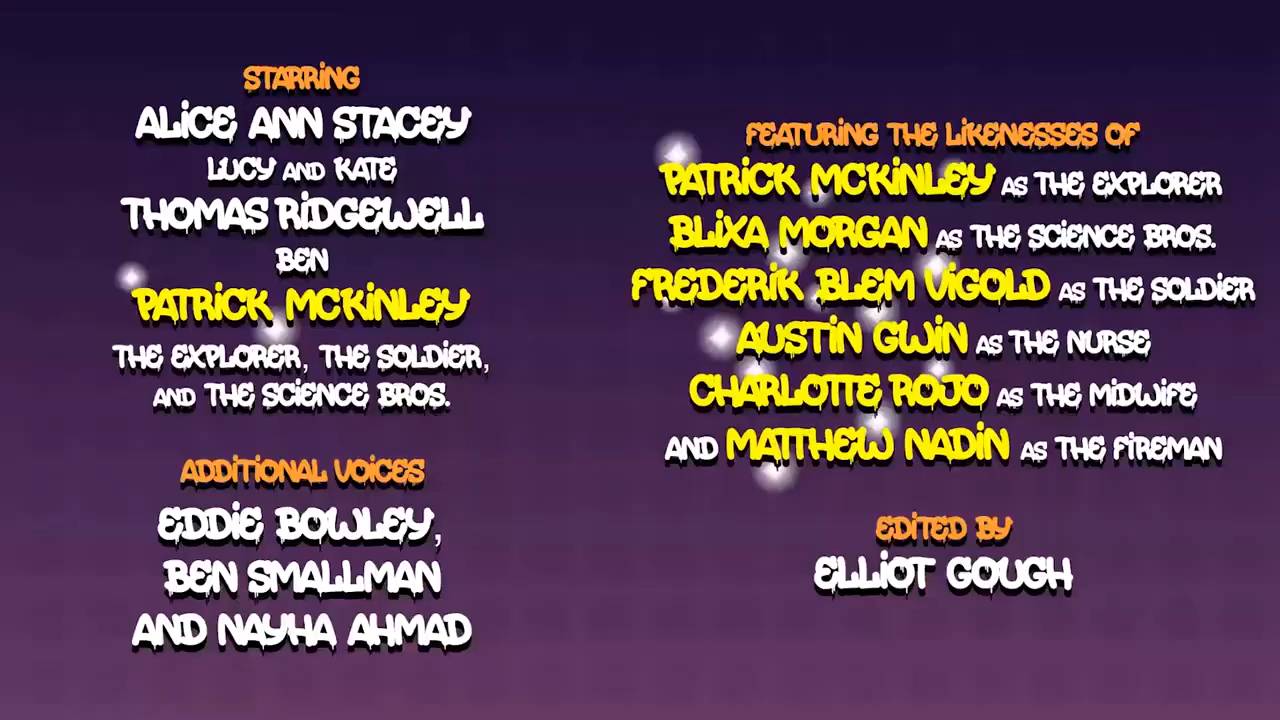 STARRING
ALICE ANN STACEY
LUCY AND KATE
THOMAS RIDGEWELL
BEN
PATRICK MCKINLEY
THE EXPLORER, THE SOLDIER,
AND THE SCIENCE BROS.
ADDITIONAL VOICES
EDDIE BOWLEY,
BEN SMALLMAN
AND NAYHA AHMAD
FEATURING THE LIKENESSES OF
PATRICK MCKINLEY AS THE EXPLORER
BLIXA MORGAN AS THE SCIENCE BROS.
FREDERIK BLEM VIGOLD AS THE SOLDIER
AUSTIN GWIN AS THE NURSE
CHARLOTTE ROJO AS THE MIDWIFE
AND MATTHEW NADIN AS THE FIREMAN
EDITED BY
ELLIOT GOUGH